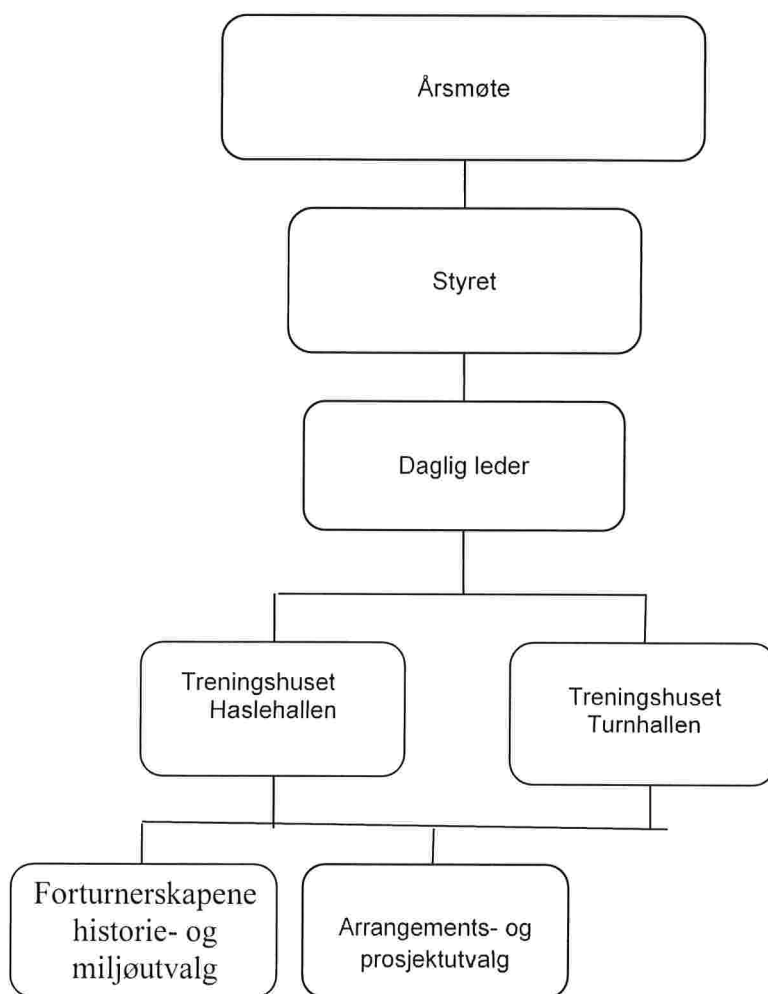 Årsmøte
Styret
Daglig leder
Treningshuset
Haslehallen
Treningshuset
Turnhallen
Forturnerskapene
historie- og
miljøutvalg
Arrangements- og
prosjektutvalg